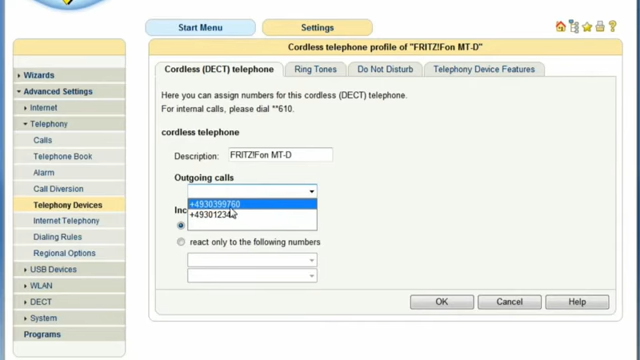 Start Menu
Settings
Cordless telephone profile of "FRITZ!Fon MT-D"
Wizards
Advanced Settings
Internet
Telephony
Calls
Telephone Book
Alarm
Call Diversion
Telephony Devices
Internet Telephony
Dialing Rules
Regional Options
USB Devices
WLAN
DECT
System
Programs
Cordless (DECT) telephone
Ring Tones
Do Not Disturb
Telephony Device Features
Here you can assign numbers for this cordless (DECT) telephone.
For internal calls, please dial **610.
cordless telephone
Description: FRITZ!Fon MT-D
Outgoing calls
+4930399760
+49301234
react only to the following numbers
OK
Cancel
Help